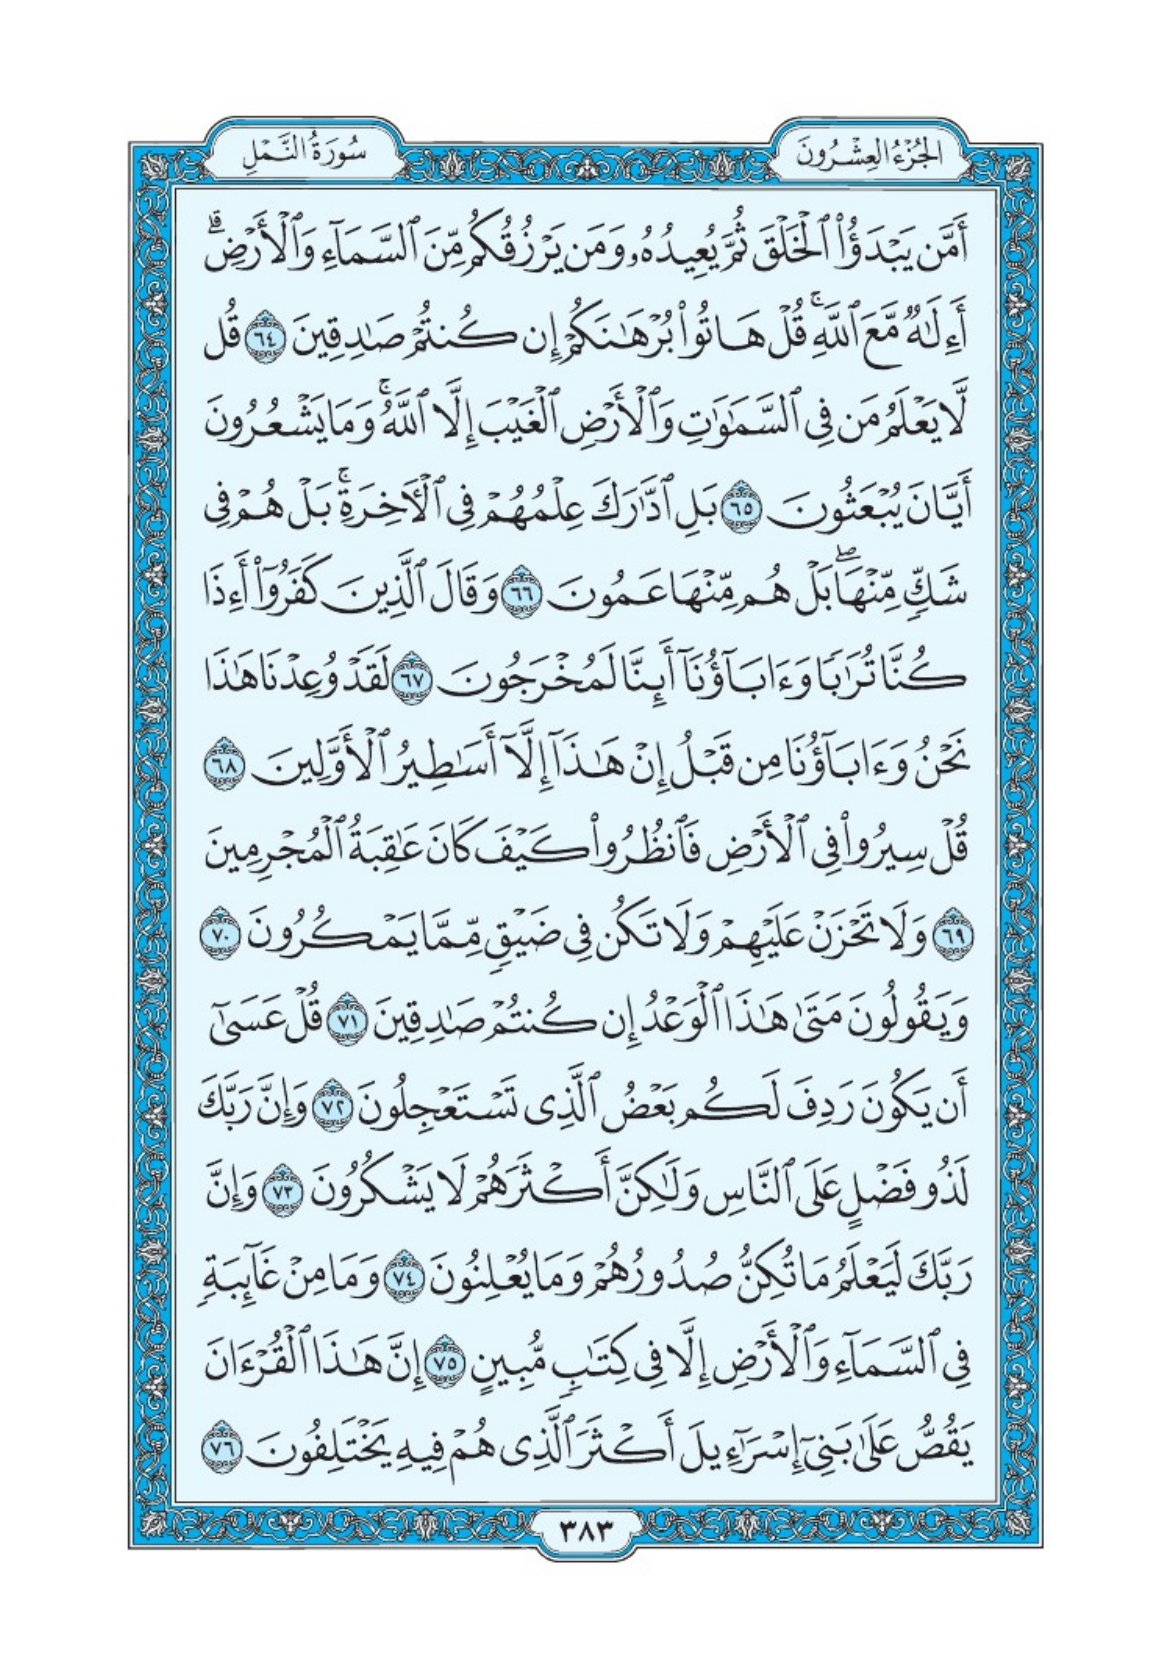 الجُزْءُ العِشْرُونَ
سُورَةُ النَّمْلِ
أَمَّن يَبْدَؤُاْ ٱلْخَلْقَ ثُمَّ يُعِيدُهُۥ وَمَن يَرْزُقُكُم مِّنَ ٱلسَّمَآءِ وَٱلْأَرْضِۗ
أَءِلَٰهٌ مَّعَ ٱللَّهِۚ قُلْ هَاتُواْ بُرْهَٰنَكُمْ إِن كُنتُمْ صَٰدِقِينَ ٦٤ قُل
لَّا يَعْلَمُ مَن فِى ٱلسَّمَٰوَٰتِ وَٱلْأَرْضِ ٱلْغَيْبَ إِلَّا ٱللَّهُۚ وَمَا يَشْعُرُونَ
أَيَّانَ يُبْعَثُونَ ٦٥ بَلِ ٱدَّٰرَكَ عِلْمُهُمْ فِى ٱلْأَخِرَةِۚ بَلْ هُمْ فِى
شَكٍّ مِّنْهَاۖ بَلْ هُم مِّنْهَا عَمُونَ ٦٦ وَقَالَ ٱلَّذِينَ كَفَرُوٓاْ أَءِذَا
كُنَّا تُرَٰبًا وَءَابَآؤُنَآ أَئِنَّا لَمُخْرَجُونَ ٦٧ لَقَدْ وُعِدْنَا هَٰذَا
نَحْنُ وَءَابَآؤُنَا مِن قَبْلُ إِنْ هَٰذَآ إِلَّآ أَسَٰطِيرُ ٱلْأَوَّلِينَ ٦٨
قُلْ سِيرُواْ فِى ٱلْأَرْضِ فَٱنظُرُواْ كَيْفَ كَانَ عَٰقِبَةُ ٱلْمُجْرِمِينَ
٦٩ وَلَا تَحْزَنْ عَلَيْهِمْ وَلَا تَكُن فِى ضَيْقٍ مِّمَّا يَمْكُرُونَ ٧٠
وَيَقُولُونَ مَتَىٰ هَٰذَا ٱلْوَعْدُ إِن كُنتُمْ صَٰدِقِينَ ٧١ قُلْ عَسَىٰٓ
أَن يَكُونَ رَدِفَ لَكُم بَعْضُ ٱلَّذِى تَسْتَعْجِلُونَ ٧٢ وَإِنَّ رَبَّكَ
لَذُو فَضْلٍ عَلَى ٱلنَّاسِ وَلَٰكِنَّ أَكْثَرَهُمْ لَا يَشْكُرُونَ ٧٣ وَإِنَّ
رَبَّكَ لَيَعْلَمُ مَا تُكِنُّ صُدُورُهُمْ وَمَا يُعْلِنُونَ ٧٤ وَمَا مِنْ غَآئِبَةٍ
فِى ٱلسَّمَآءِ وَٱلْأَرْضِ إِلَّا فِى كِتَٰبٍ مُّبِينٍ ٧٥ إِنَّ هَٰذَا ٱلْقُرْءَانَ
يَقُصُّ عَلَىٰ بَنِىٓ إِسْرَٰٓءِيلَ أَكْثَرَ ٱلَّذِى هُمْ فِيهِ يَخْتَلِفُونَ ٧٦
٣٨٣